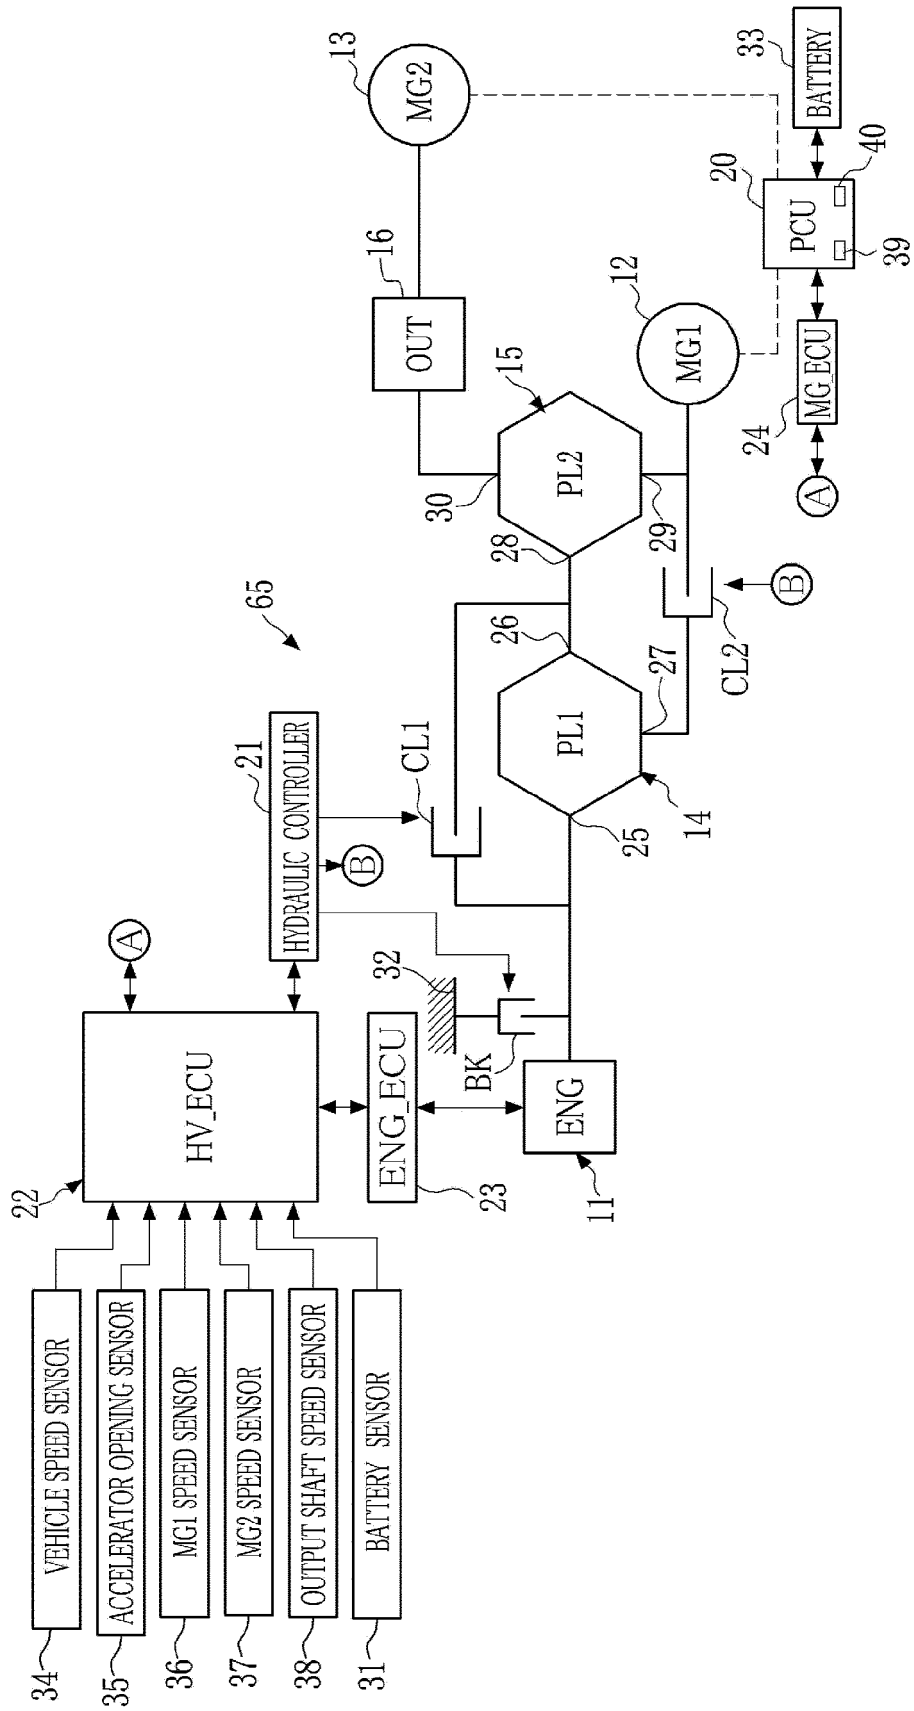 34
VEHICLE SPEED SENSOR
35
ACCELERATOR OPENING SENSOR
36
MG1 SPEED SENSOR
37
MG2 SPEED SENSOR
38
OUTPUT SHAFT SPEED SENSOR
31
BATTERY SENSOR
22
HV_ECU
A
21
HYDRAULIC CONTROLLER
B
65
23
ENG_ECU
32
BK
11
ENG
CL1
25
PL1
14
26
27
CL2
B
28
PL2
15
29
30
16
OUT
13
MG2
12
MG1
20
PCU
39
40
33
BATTERY
24
MG_ECU
A